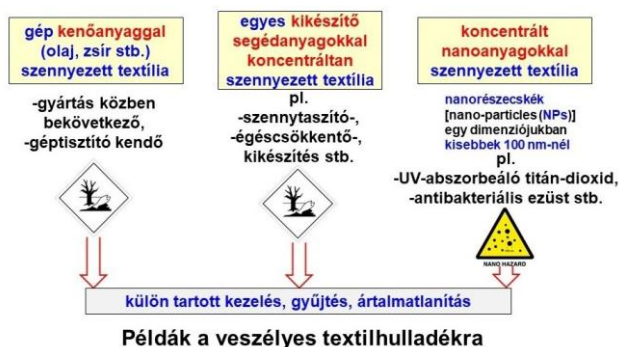 gép kenőanyaggal
(olaj, zsír stb.)
szennyezett textília
-gyártás közben
bekövetkező,
-géptisztító kendő
egyes kikészítő
segédanyagokkal
koncentráltan
szennyezett textília
pl.
-szennytaszító-,
-égéscsökkentő-,
kikészítés stb.
koncentrált
nanoanyagokkal
szennyezett textília
nanorészecskék
[nano-particles (NPs)]
egy dimenziójukban
kisebbek 100 nm-nél
pl.
-UV-abszorbeáló titán-dioxid,
-antibakteriális ezüst stb.
NANO HAZARD
külön tartott kezelés, gyűjtés, ártalmatlanítás
Példák a veszélyes textilhulladékra